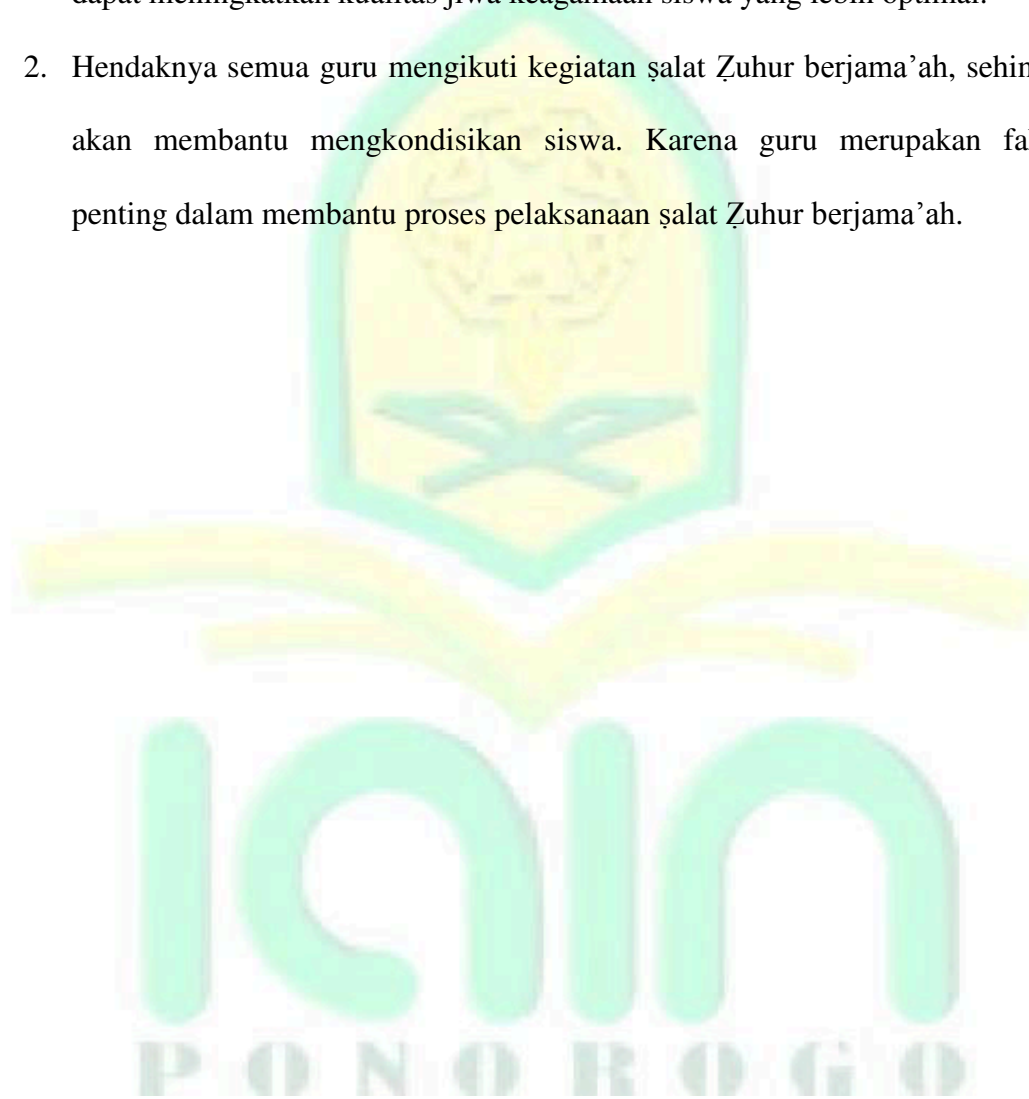 dapat meningkatkan kualitas jiwa keagamaan siswa yang lebih optimal.
2. Hendaknya semua guru mengikuti kegiatan ṣalat Ẓuhur berjama’ah, sehin
akan membantu mengkondisikan siswa. Karena guru merupakan fa
penting dalam membantu proses pelaksanaan ṣalat Ẓuhur berjama’ah.
iain
PONOROGO